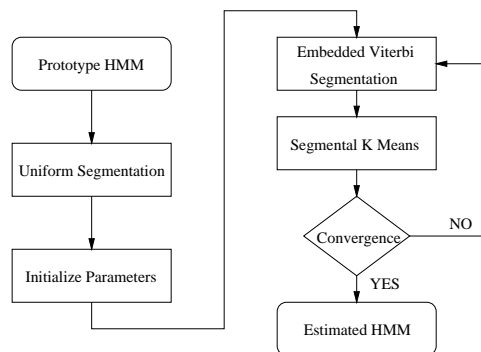 Prototype HMM
Uniform Segmentation
Initialize Parameters
Embedded Viterbi
Segmentation
Segmental K Means
Convergence
NO
YES
Estimated HMM